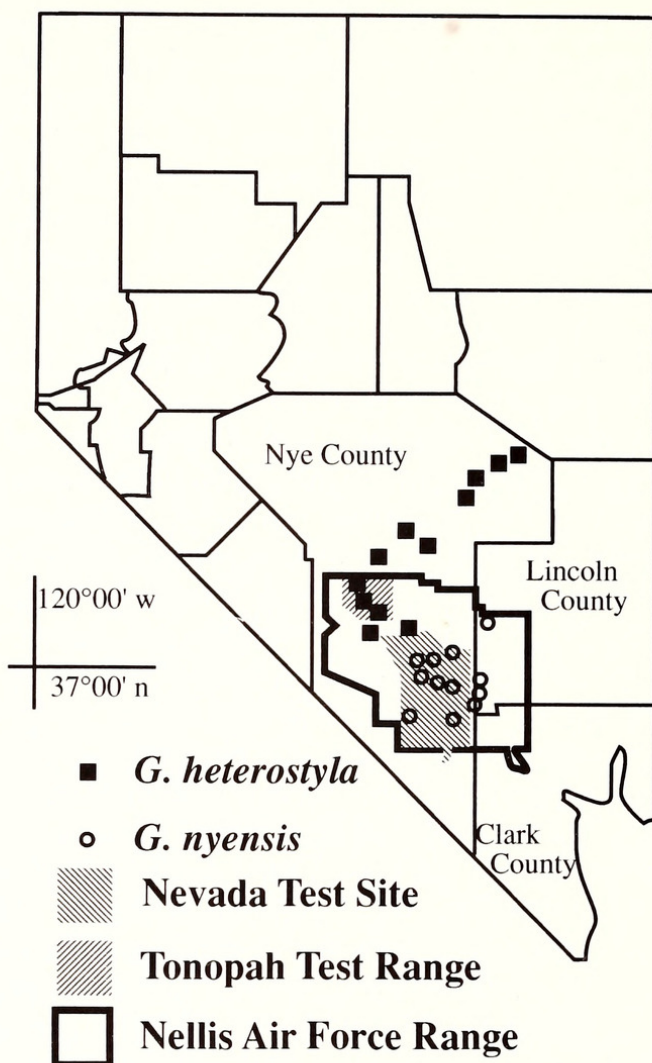 Nye County
Lincoln
County
120°00' w
37°00' n
G. heterostyla
G. nyensis
Clark
County
Nevada Test Site
Tonopah Test Range
Nellis Air Force Range